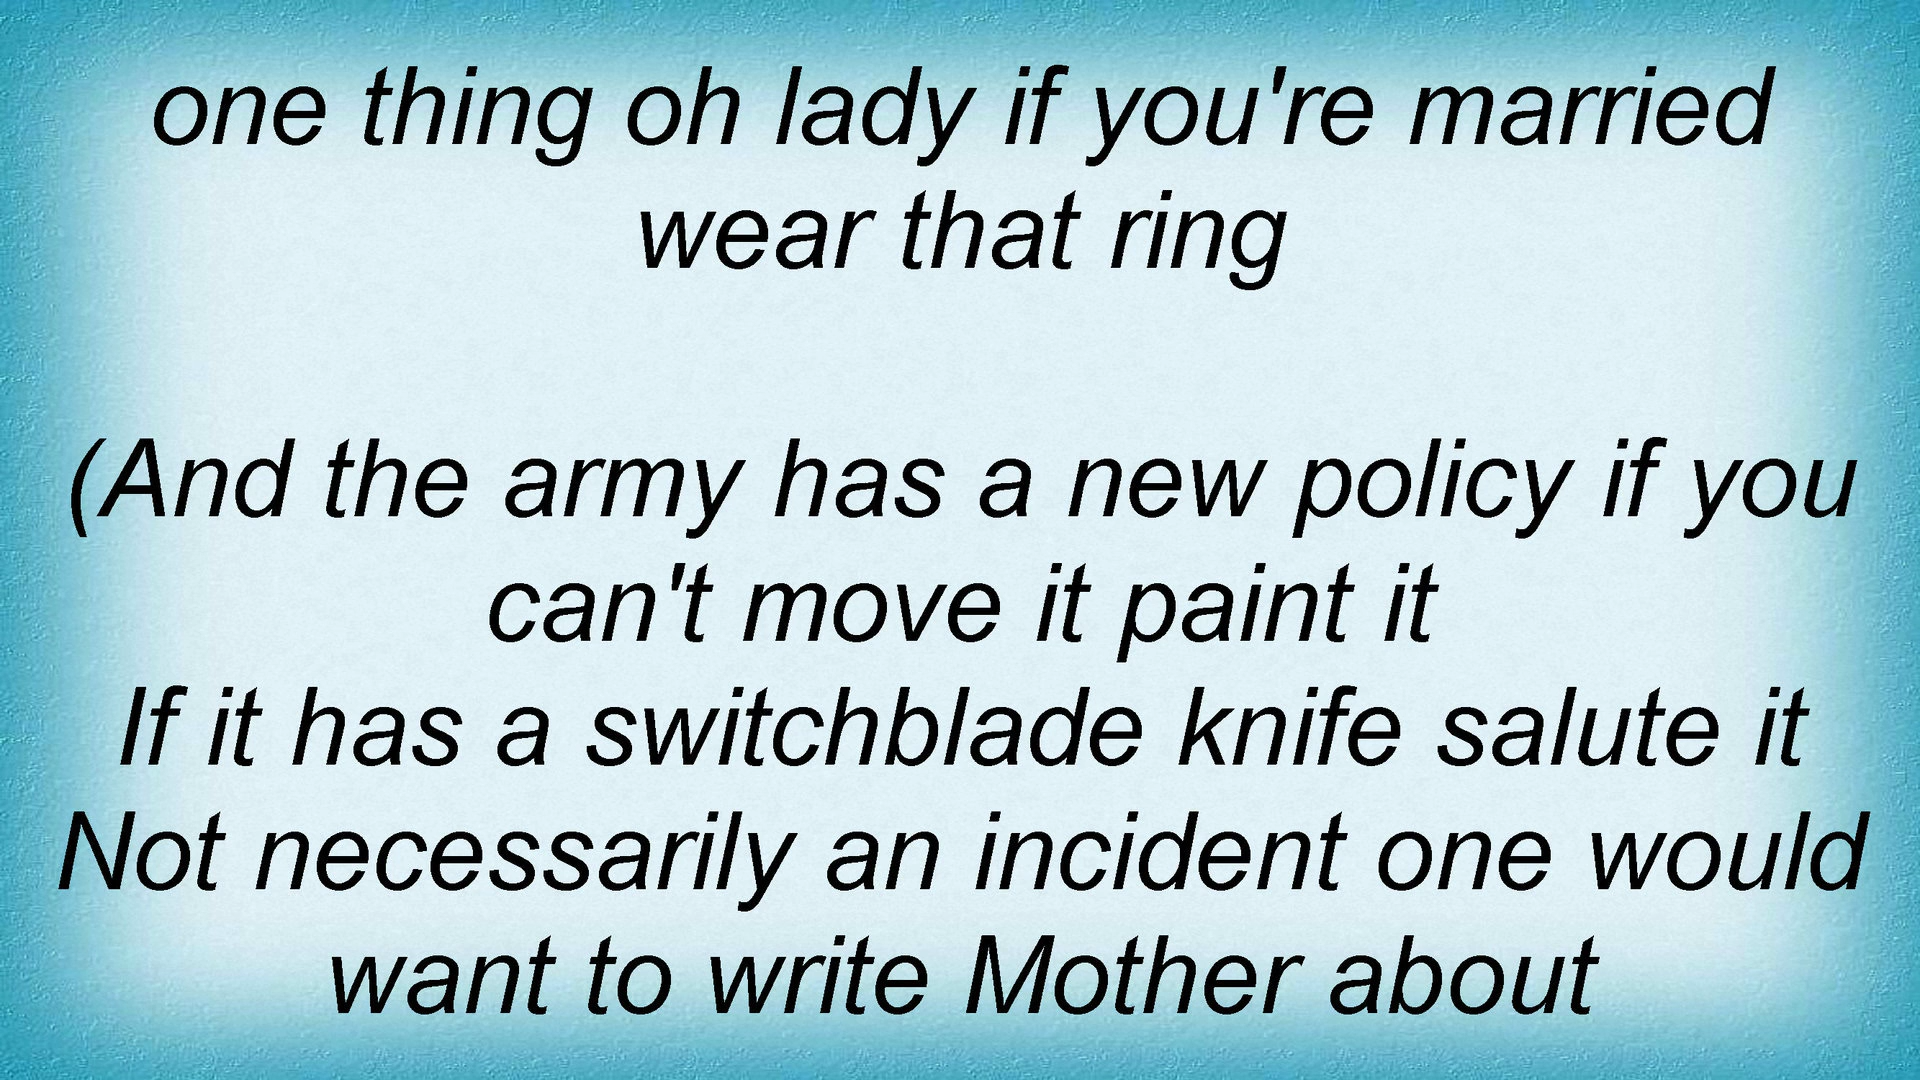 one thing oh lady if you're married
wear that ring
(And the army has a new policy if you
can't move it paint it
If it has a switchblade knife salute it
Not necessarily an incident one would
want to write Mother about